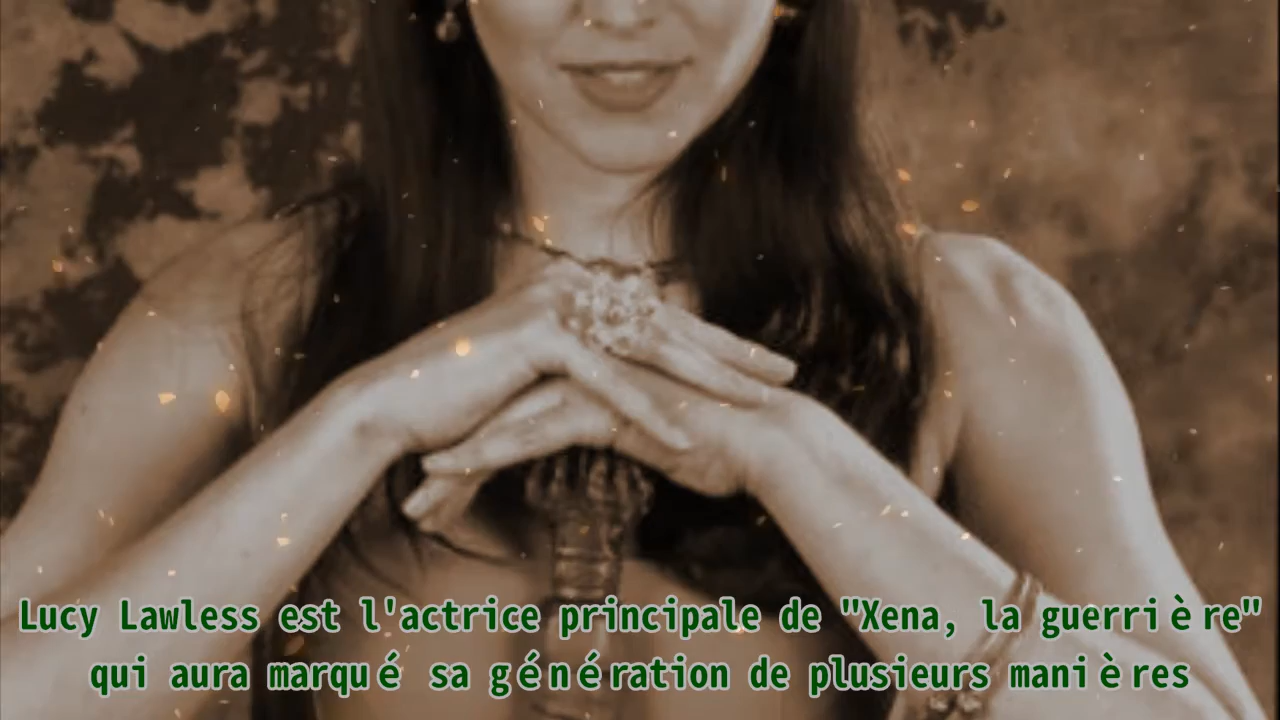 Lucy Lawless est l'actrice principale de "Xena, la guerrière"
qui aura marqué sa génération de plusieurs manières